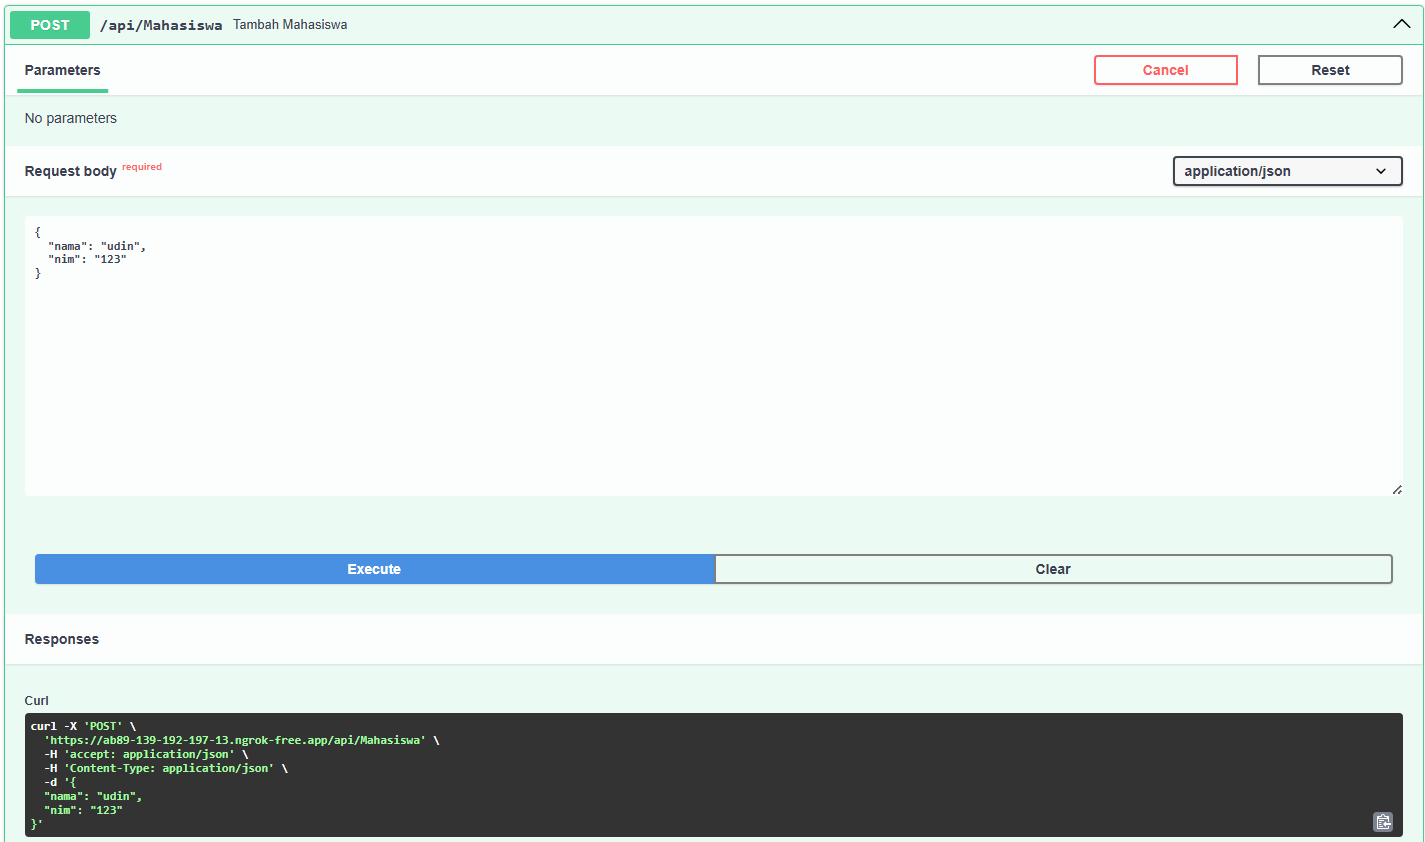 POST /api/Mahasiswa Tambah Mahasiswa
Parameters Cancel Reset
No parameters
Request body required application/json
{
  "nama": "udin",
  "nim": "123"
}
Execute Clear
Responses
Curl
curl -X 'POST' \
  'https://ab89-139-192-197-13.ngrok-free.app/api/Mahasiswa' \
  -H 'accept: application/json' \
  -H 'Content-Type: application/json' \
  -d '{
  "nama": "udin",
  "nim": "123"
}'